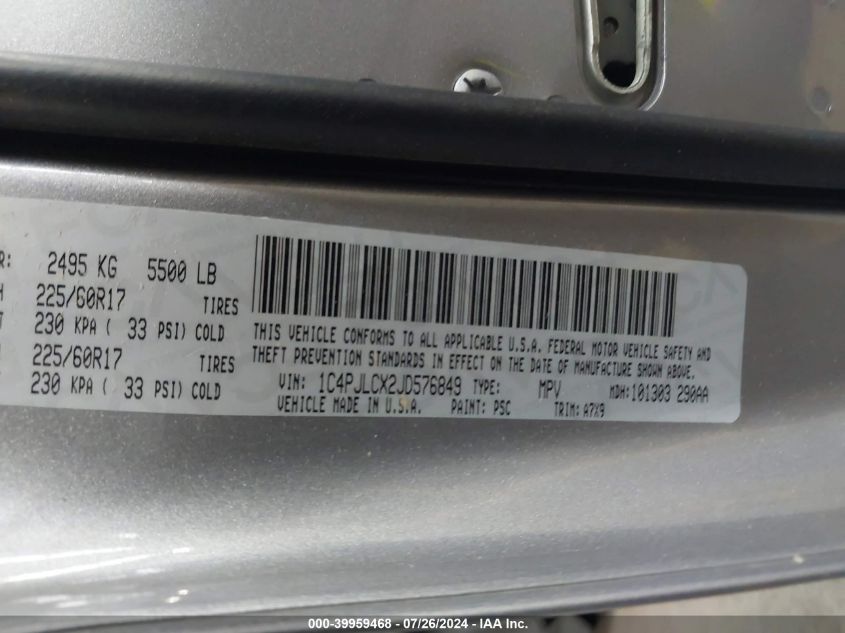 R: 2495 KG 5500 LB
225/60R17 TIRES
230 KPA ( 33 PSI) COLD
225/60R17 TIRES
230 KPA ( 33 PSI) COLD
THIS VEHICLE CONFORMS TO ALL APPLICABLE U.S.A. FEDERAL MOTOR VEHICLE SAFETY AND
THEFT PREVENTION STANDARDS IN EFFECT ON THE DATE OF MANUFACTURE SHOWN ABOVE.
VIN: 1C4PJLCX2JD576849 TYPE: MPV MDH:101303 290AA
VEHICLE MADE IN U.S.A. PAINT: PSC TRIM: A7X9
000-39959468 - 07/26/2024 - IAA Inc.